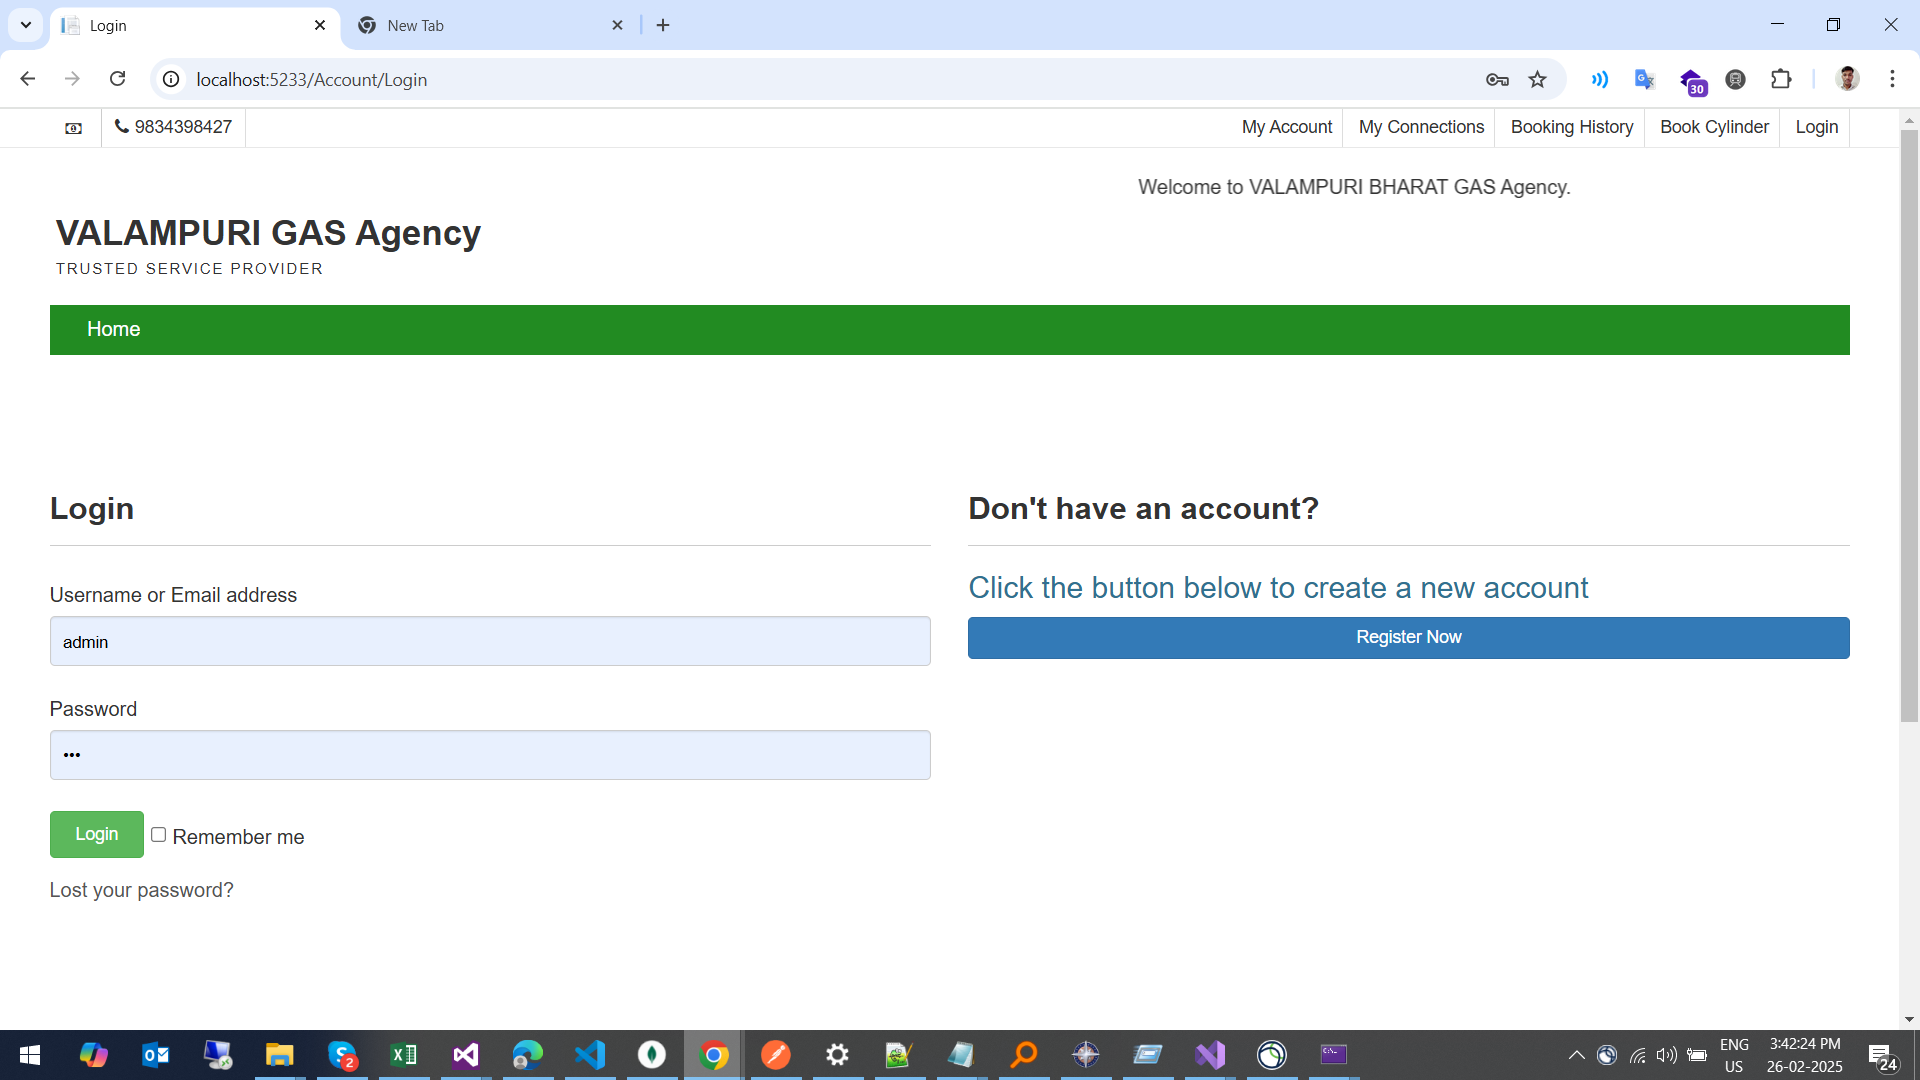 Login
New Tab
localhost:5233/Account/Login
30
9834398427
My Account
My Connections
Booking History
Book Cylinder
Login
Welcome to VALAMPURI BHARAT GAS Agency.
VALAMPURI GAS Agency
TRUSTED SERVICE PROVIDER
Home
Login
Don't have an account?
Click the button below to create a new account
Register Now
Username or Email address
admin
Password
•••
Login
Remember me
Lost your password?
2
ENG
US
3:42:24 PM
26-02-2025
24